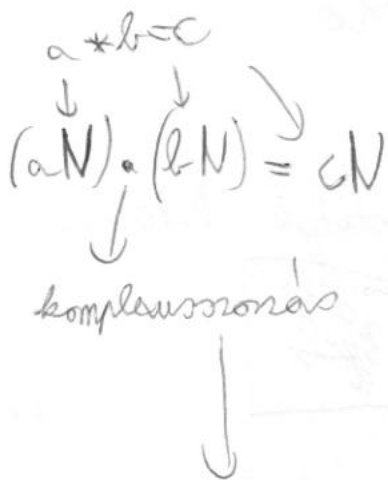 a * b = c
(aN) • (bN) = cN
komplexusszorzás